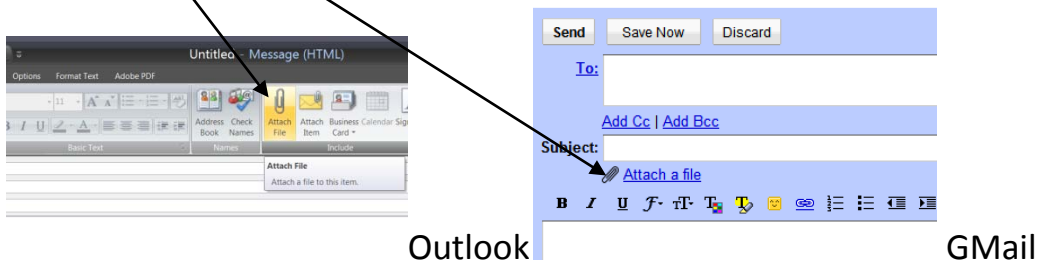 Untitled - Message (HTML)
Options Format Text Adobe PDF
11 A A
B I U A
Address Book
Check Names
Attach File
Attach Item
Business Card
Calendar
Basic Text
Names
Include
Attach File
Attach a file to this item.
Outlook
Send Save Now Discard
To:
Add Cc | Add Bcc
Subject:
Attach a file
B I U F T T T
GMail